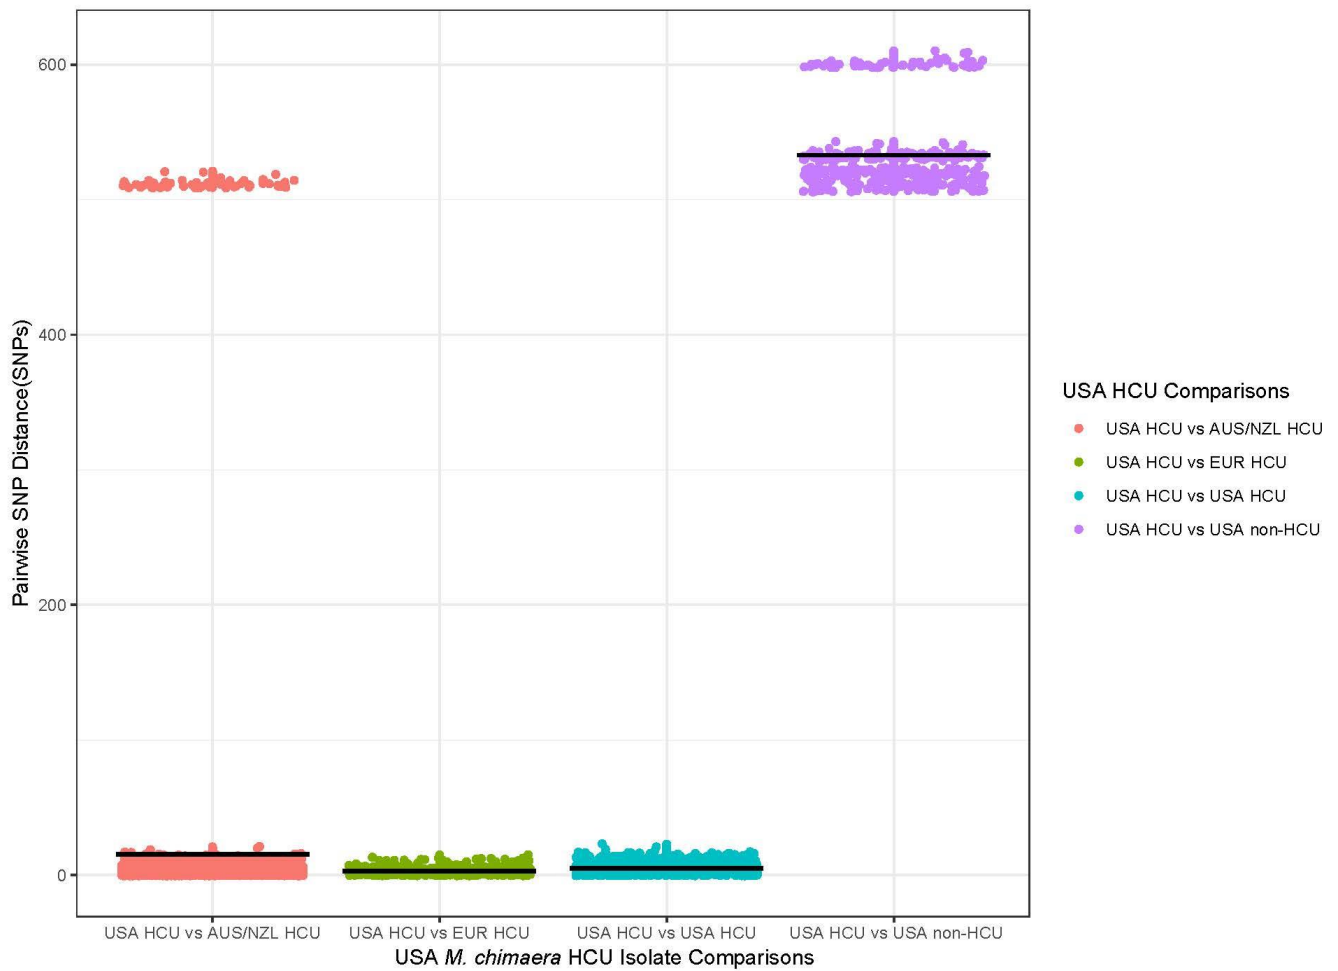 600
400
200
0
Pairwise SNP Distance(SNPs)
USA HCU vs AUS/NZL HCU
USA HCU vs EUR HCU
USA HCU vs USA HCU
USA HCU vs USA non-HCU
USA M. chimaera HCU Isolate Comparisons
USA HCU Comparisons
USA HCU vs AUS/NZL HCU
USA HCU vs EUR HCU
USA HCU vs USA HCU
USA HCU vs USA non-HCU